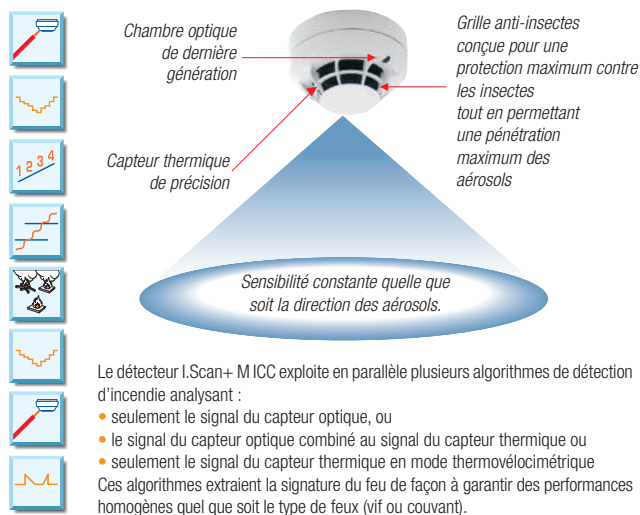 Chambre optique
de dernière
génération
Grille anti-insectes
conçue pour une
protection maximum contre
les insectes
tout en permettant
une pénétration
maximum des
aérosols
Capteur thermique
de précision
1 2 3 4
Sensibilité constante quelle que
soit la direction des aérosols.
Le détecteur I.Scan+ M ICC exploite en parallèle plusieurs algorithmes de détection
d'incendie analysant :
• seulement le signal du capteur optique, ou
• le signal du capteur optique combiné au signal du capteur thermique ou
• seulement le signal du capteur thermique en mode thermovélocimétrique
Ces algorithmes extraient la signature du feu de façon à garantir des performances
homogènes quel que soit le type de feux (vif ou couvant).